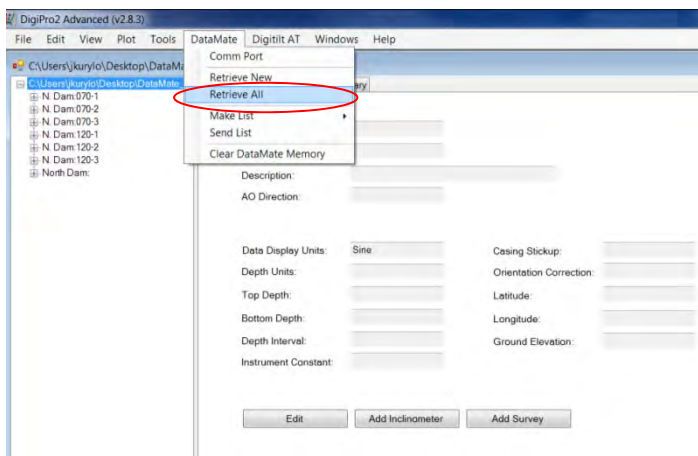 DigiPro2 Advanced (v2.8.3)
File Edit View Plot Tools DataMate Digitilt AT Windows Help
C:\Users\jkurylo\Desktop\DataMa
C:\Users\jkurylo\Desktop\DataMate
N. Dam:070-1
N. Dam:070-2
N. Dam:070-3
N. Dam:120-1
N. Dam:120-2
N. Dam:120-3
North Dam:
Comm Port
Retrieve New
Retrieve All
Make List
Send List
Clear DataMate Memory
ary
Description:
AO Direction:
Data Display Units: Sine Casing Stickup:
Depth Units: Orientation Correction:
Top Depth: Latitude:
Bottom Depth: Longitude:
Depth Interval: Ground Elevation:
Instrument Constant:
Edit Add Inclinometer Add Survey